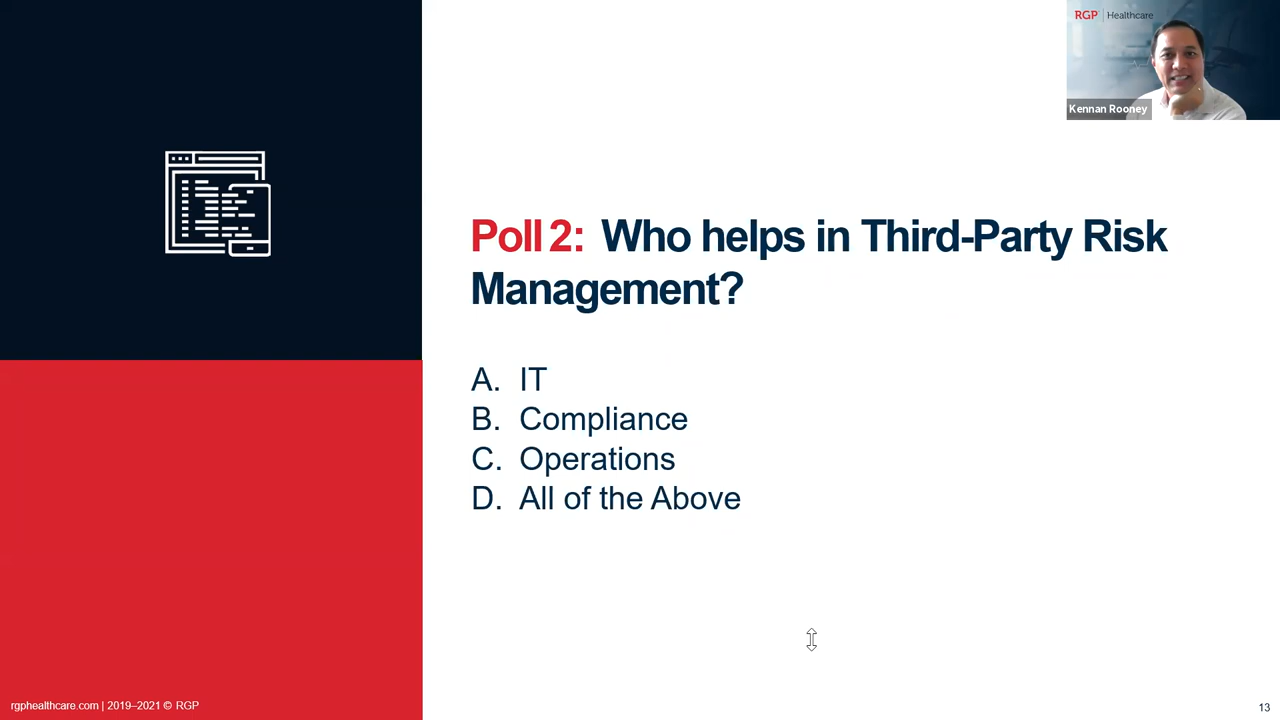 RGP | Healthcare
Kennan Rooney
Poll 2: Who helps in Third-Party Risk
Management?
A. IT
B. Compliance
C. Operations
D. All of the Above
rgphealthcare.com | 2019–2021 © RGP
13